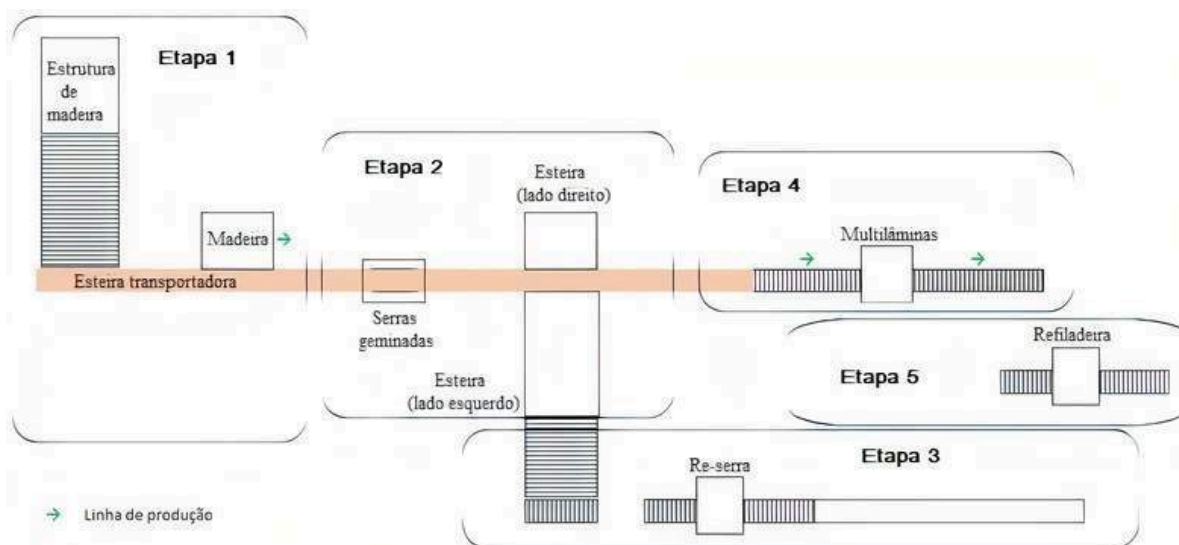 Etapa 1
Estrutura
de
madeira
Madeira
Esteira transportadora
Etapa 2
Esteira
(lado direito)
Serras
geminadas
Esteira
(lado esquerdo)
Etapa 4
Multilâminas
Refiladeira
Etapa 5
Etapa 3
Re-serra
Linha de produção